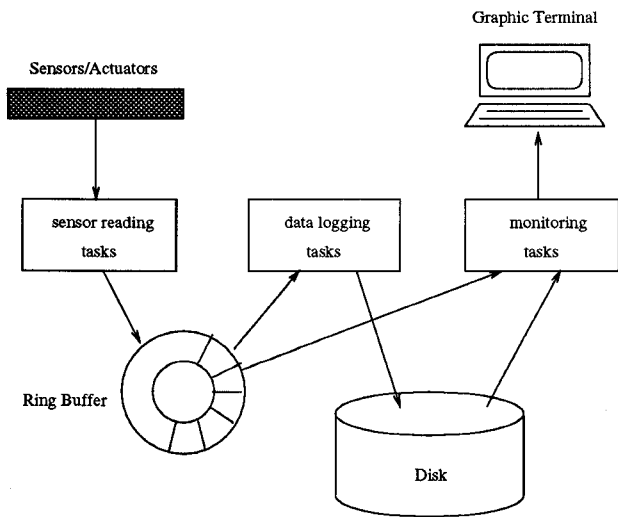 Graphic Terminal
Sensors/Actuators
sensor reading
tasks
data logging
tasks
monitoring
tasks
Ring Buffer
Disk